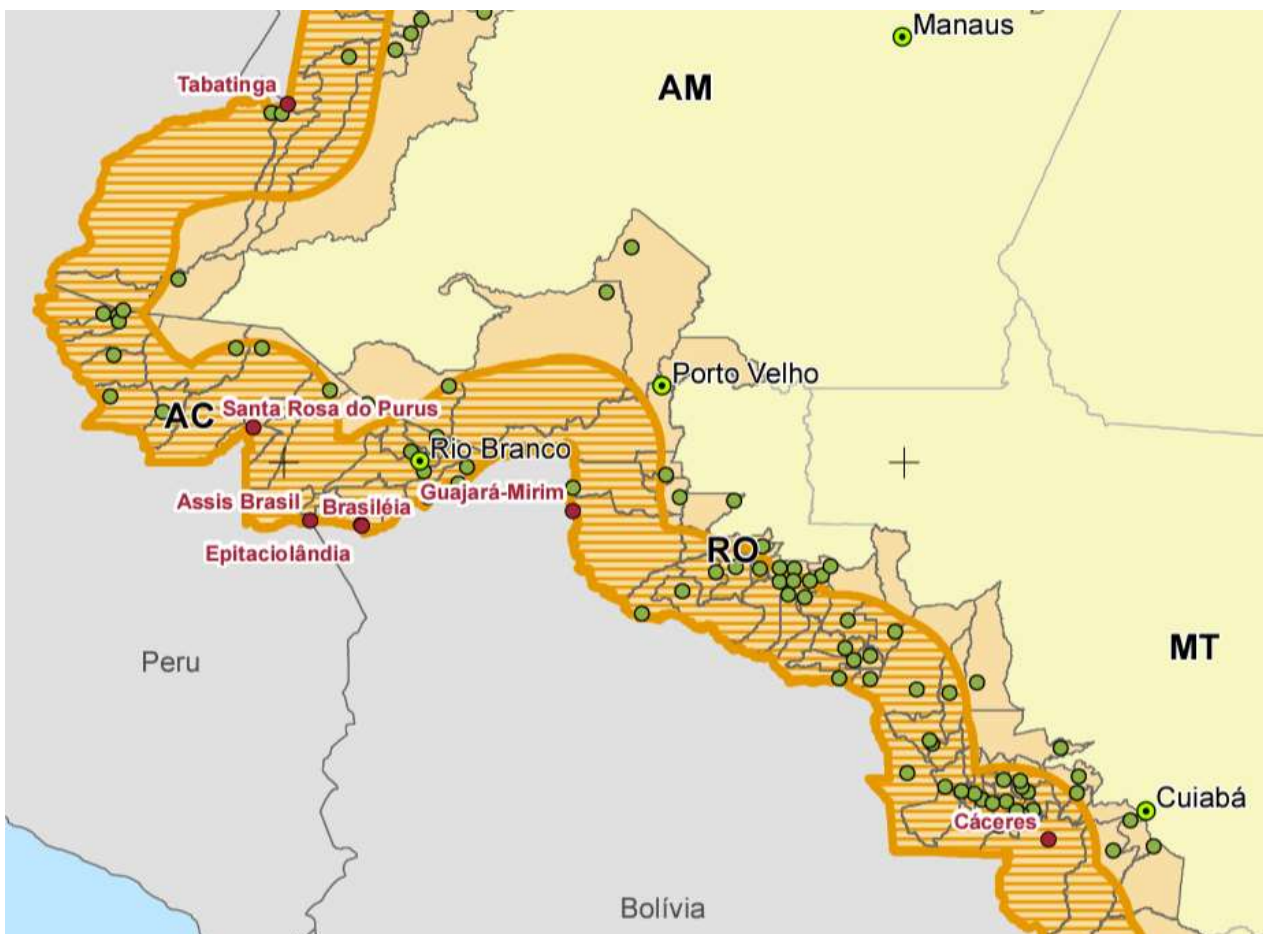 Manaus
Tabatinga
AM
Porto Velho
AC
Santa Rosa do Purus
Rio Branco
Guajará-Mirim
Assis Brasil
Brasiléia
Epitaciolândia
RO
Peru
MT
Cuiabá
Cáceres
Bolívia